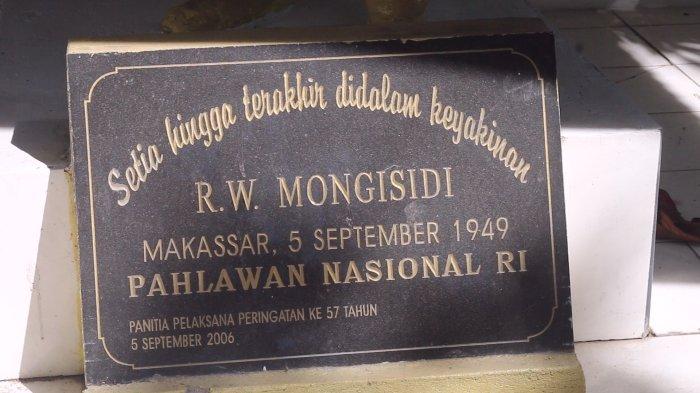 Setia hingga terakhir didalam keyakinan
R.W. MONGISIDI
MAKASSAR, 5 SEPTEMBER 1949
PAHLAWAN NASIONAL RI
PANITIA PELAKSANA PERINGATAN KE 57 TAHUN
5 SEPTEMBER 2006